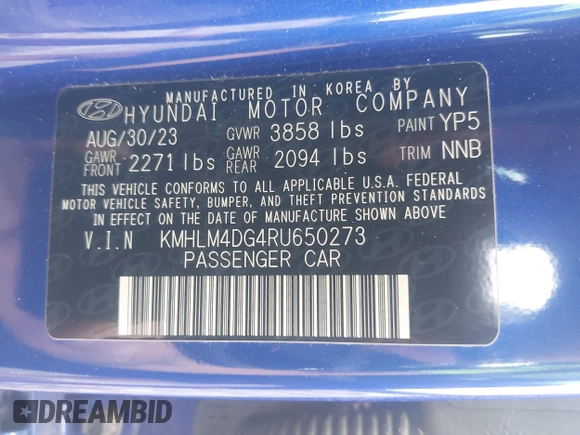 MANUFACTURED IN KOREA BY
HYUNDAI MOTOR COMPANY
AUG/30/23 GVWR 3858 lbs PAINT YP5
GAWR FRONT 2271 lbs GAWR REAR 2094 lbs TRIM NNB
THIS VEHICLE CONFORMS TO ALL APPLICABLE U.S.A. FEDERAL
MOTOR VEHICLE SAFETY, BUMPER, AND THEFT PREVENTION STANDARDS
IN EFFECT ON THE DATE OF MANUFACTURE SHOWN ABOVE.
V.I.N KMHLM4DG4RU650273
PASSENGER CAR
DREAMBID